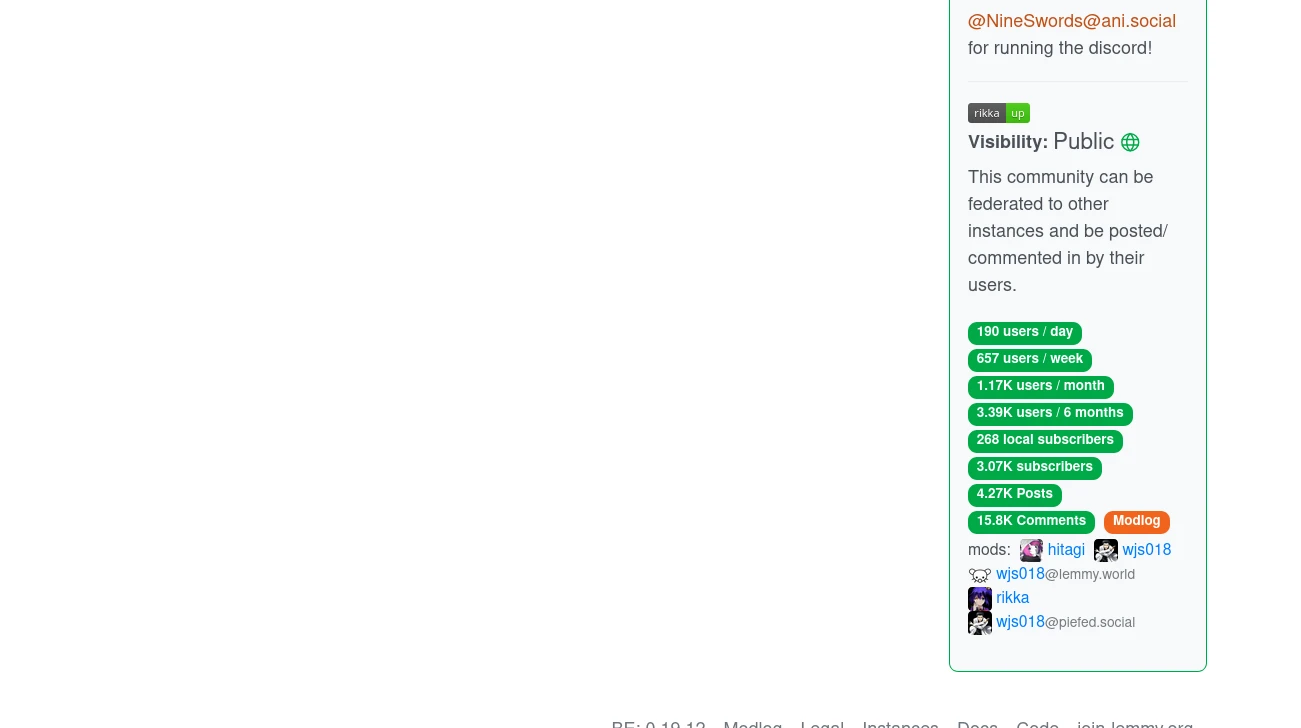 @NineSwords@ani.social
for running the discord!
rikka up
Visibility: Public
This community can be
federated to other
instances and be posted/
commented in by their
users.
190 users / day
657 users / week
1.17K users / month
3.39K users / 6 months
268 local subscribers
3.07K subscribers
4.27K Posts
15.8K Comments Modlog
mods: hitagi wjs018
wjs018@lemmy.world
rikka
wjs018@piefed.social
BE: 0.19.12 Modlog Legal Instances Docs Code join-lemmy.org